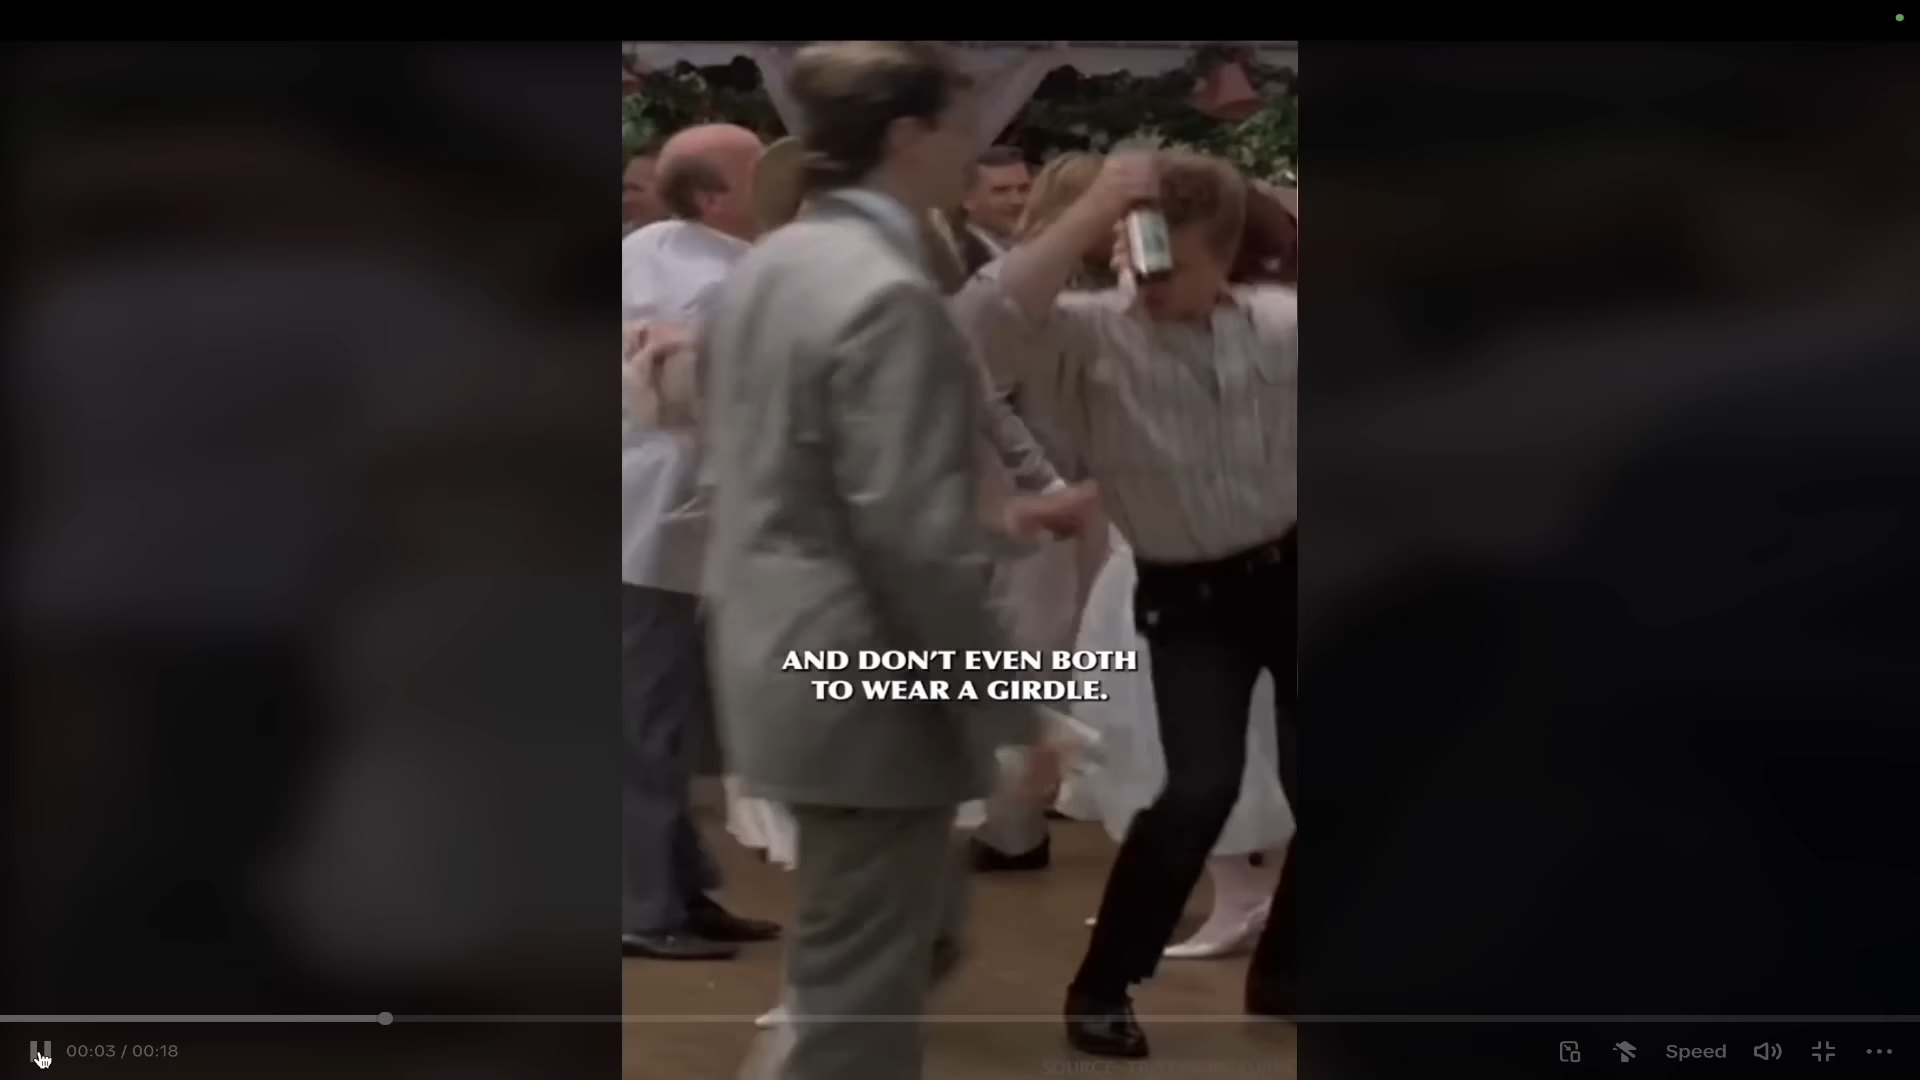 AND DON'T EVEN BOTH
TO WEAR A GIRDLE.
00:03 / 00:18
Speed